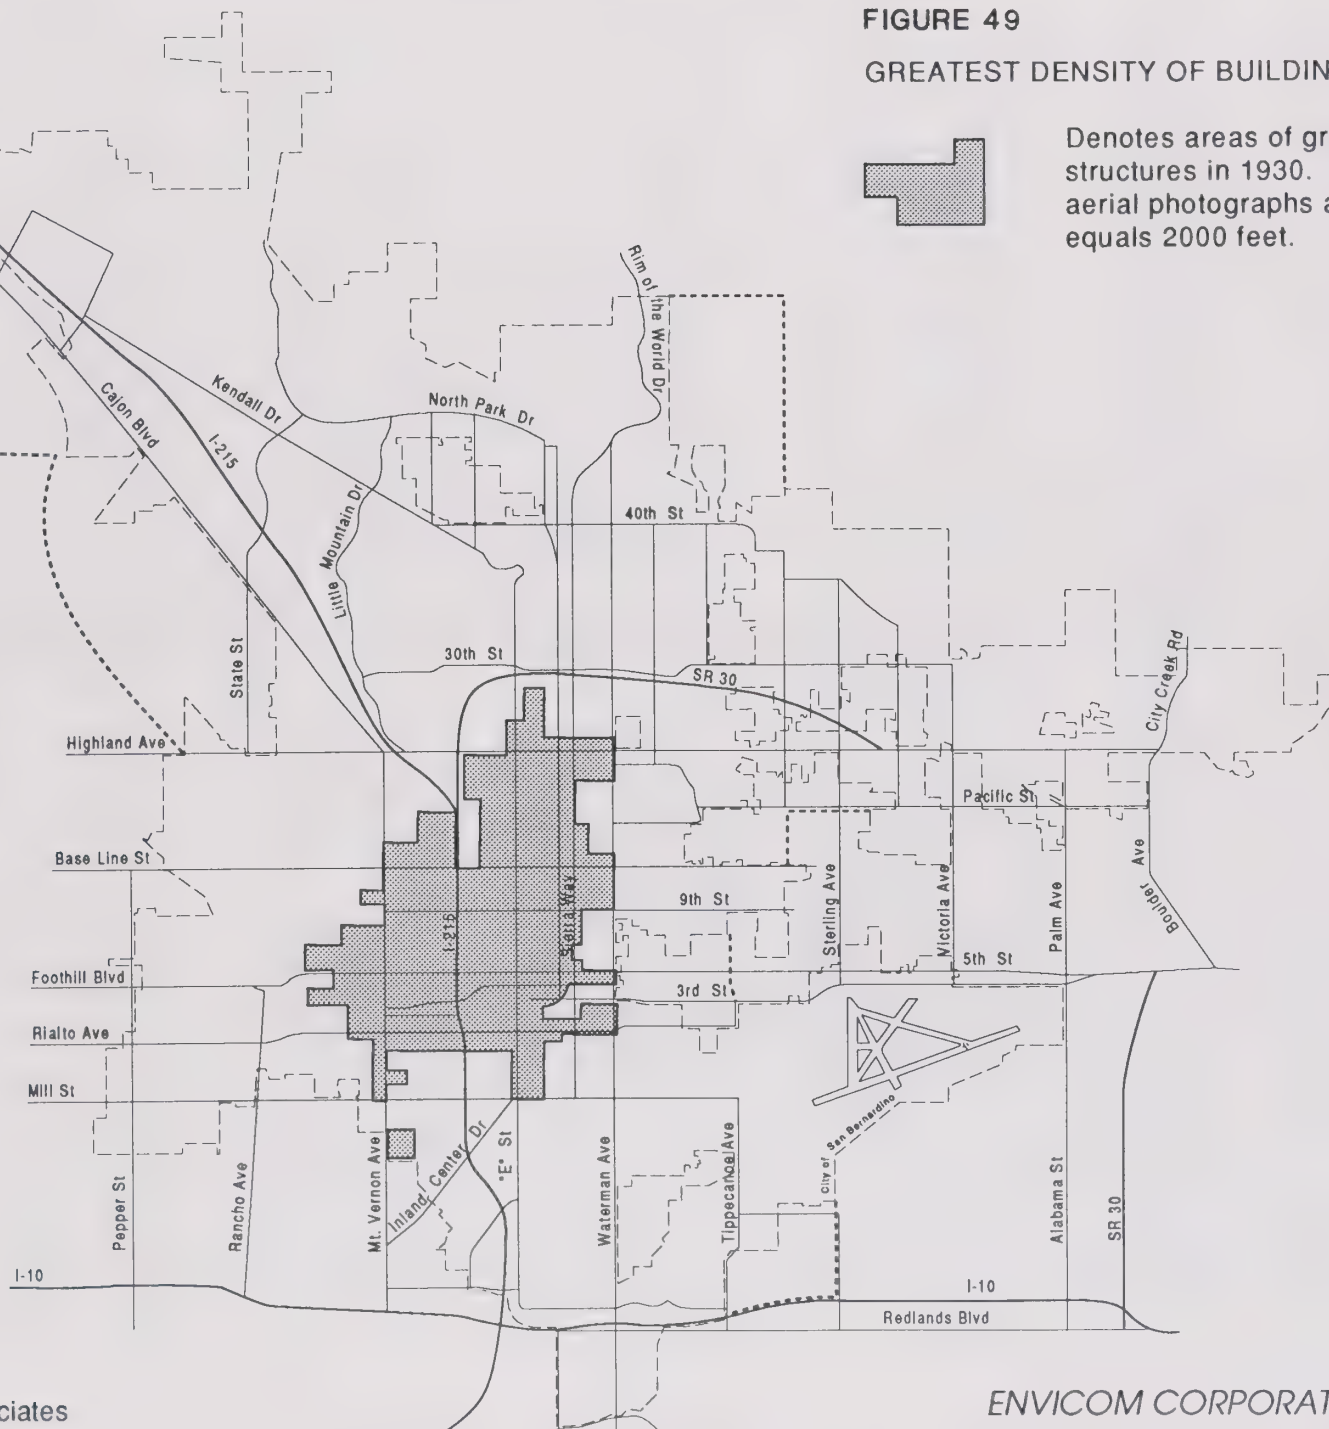 FIGURE 49
GREATEST DENSITY OF BUILDIN
Denotes areas of gr
structures in 1930.
aerial photographs a
equals 2000 feet.
Rim of the World Dr
Kendall Dr
North Park Dr
Cajon Blvd
I-215
Little Mountain Dr
40th St
State St
30th St
SR 30
City Creek Rd
Highland Ave
Pacific St
Base Line St
9th St
Sierra Way
I-215
Sterling Ave
Victoria Ave
Palm Ave
Boulder Ave
Foothill Blvd
5th St
3rd St
Rialto Ave
Mill St
City of San Bernardino
Pepper St
Rancho Ave
Mt. Vernon Ave
Inland Center Dr
"E" St
Waterman Ave
Tippecanoe Ave
Alabama St
SR 30
I-10
I-10
Redlands Blvd
ciates
ENVICOM CORPORAT